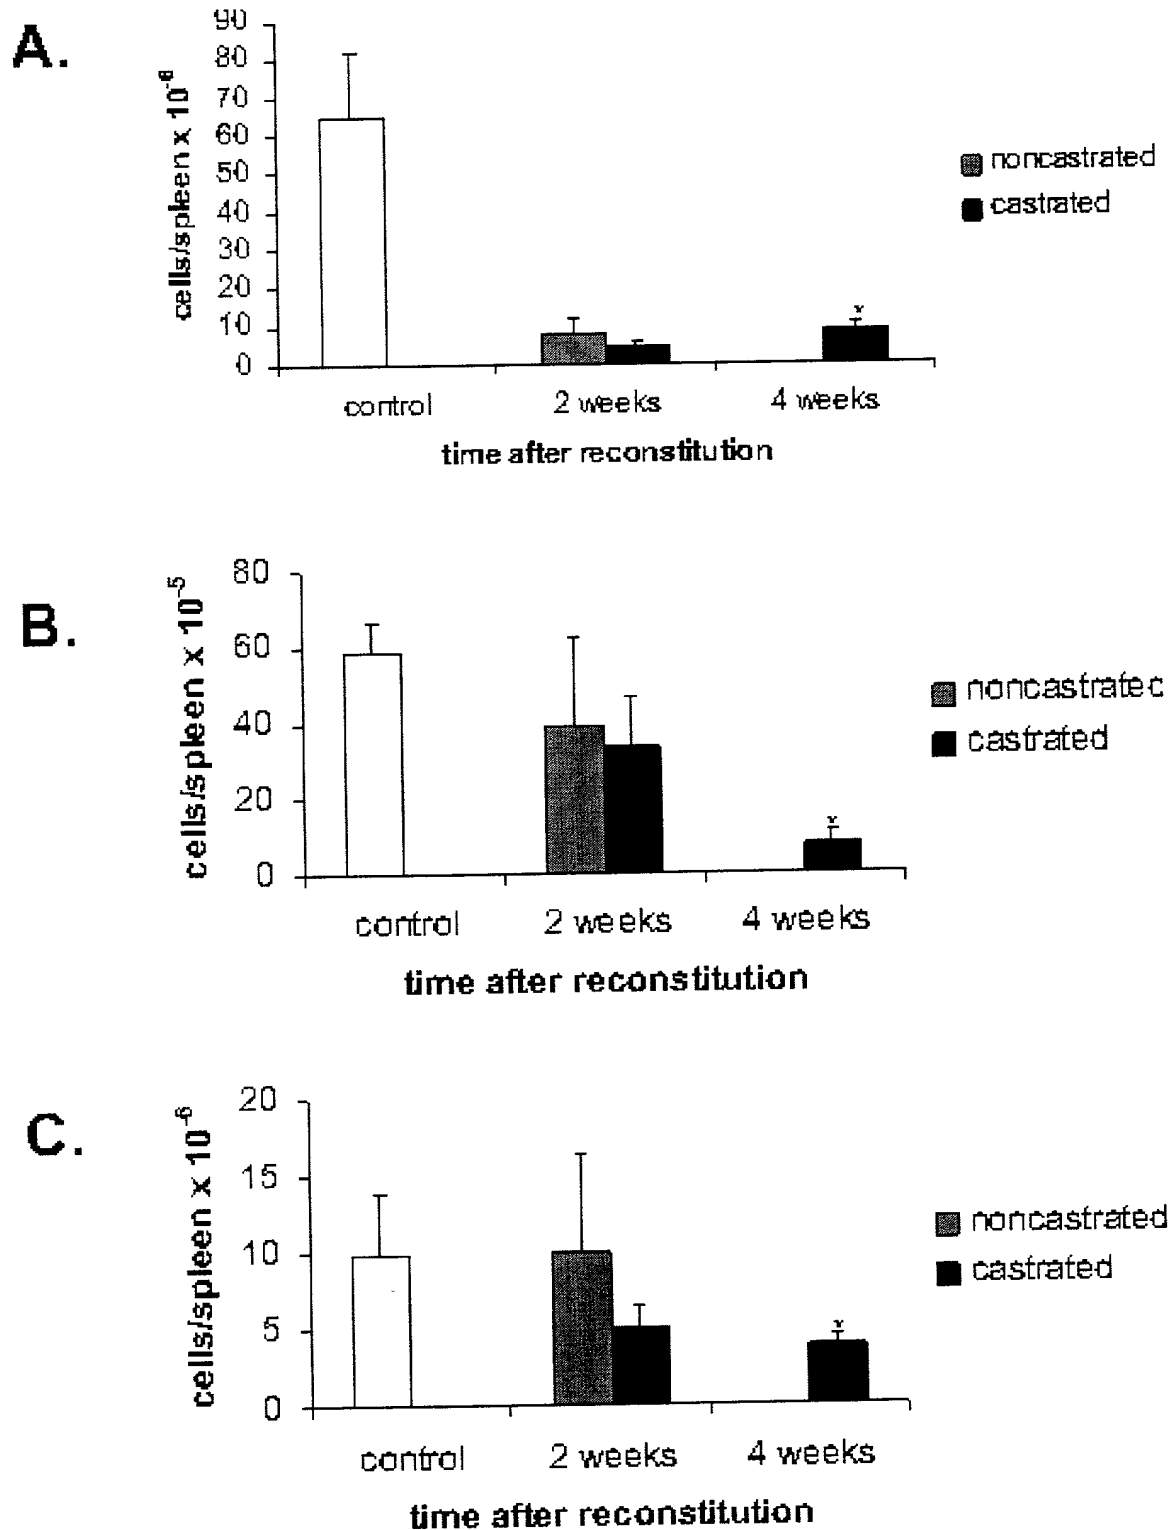 A.
cells/spleen x 10⁻⁶
90
80
70
60
50
40
30
20
10
0
noncastrated
castrated
*
control
2 weeks
4 weeks
time after reconstitution
B.
cells/spleen x 10⁻⁵
80
60
40
20
0
noncastrated
castrated
*
control
2 weeks
4 weeks
time after reconstitution
C.
cells/spleen x 10⁻⁶
20
15
10
5
0
noncastrated
castrated
*
control
2 weeks
4 weeks
time after reconstitution